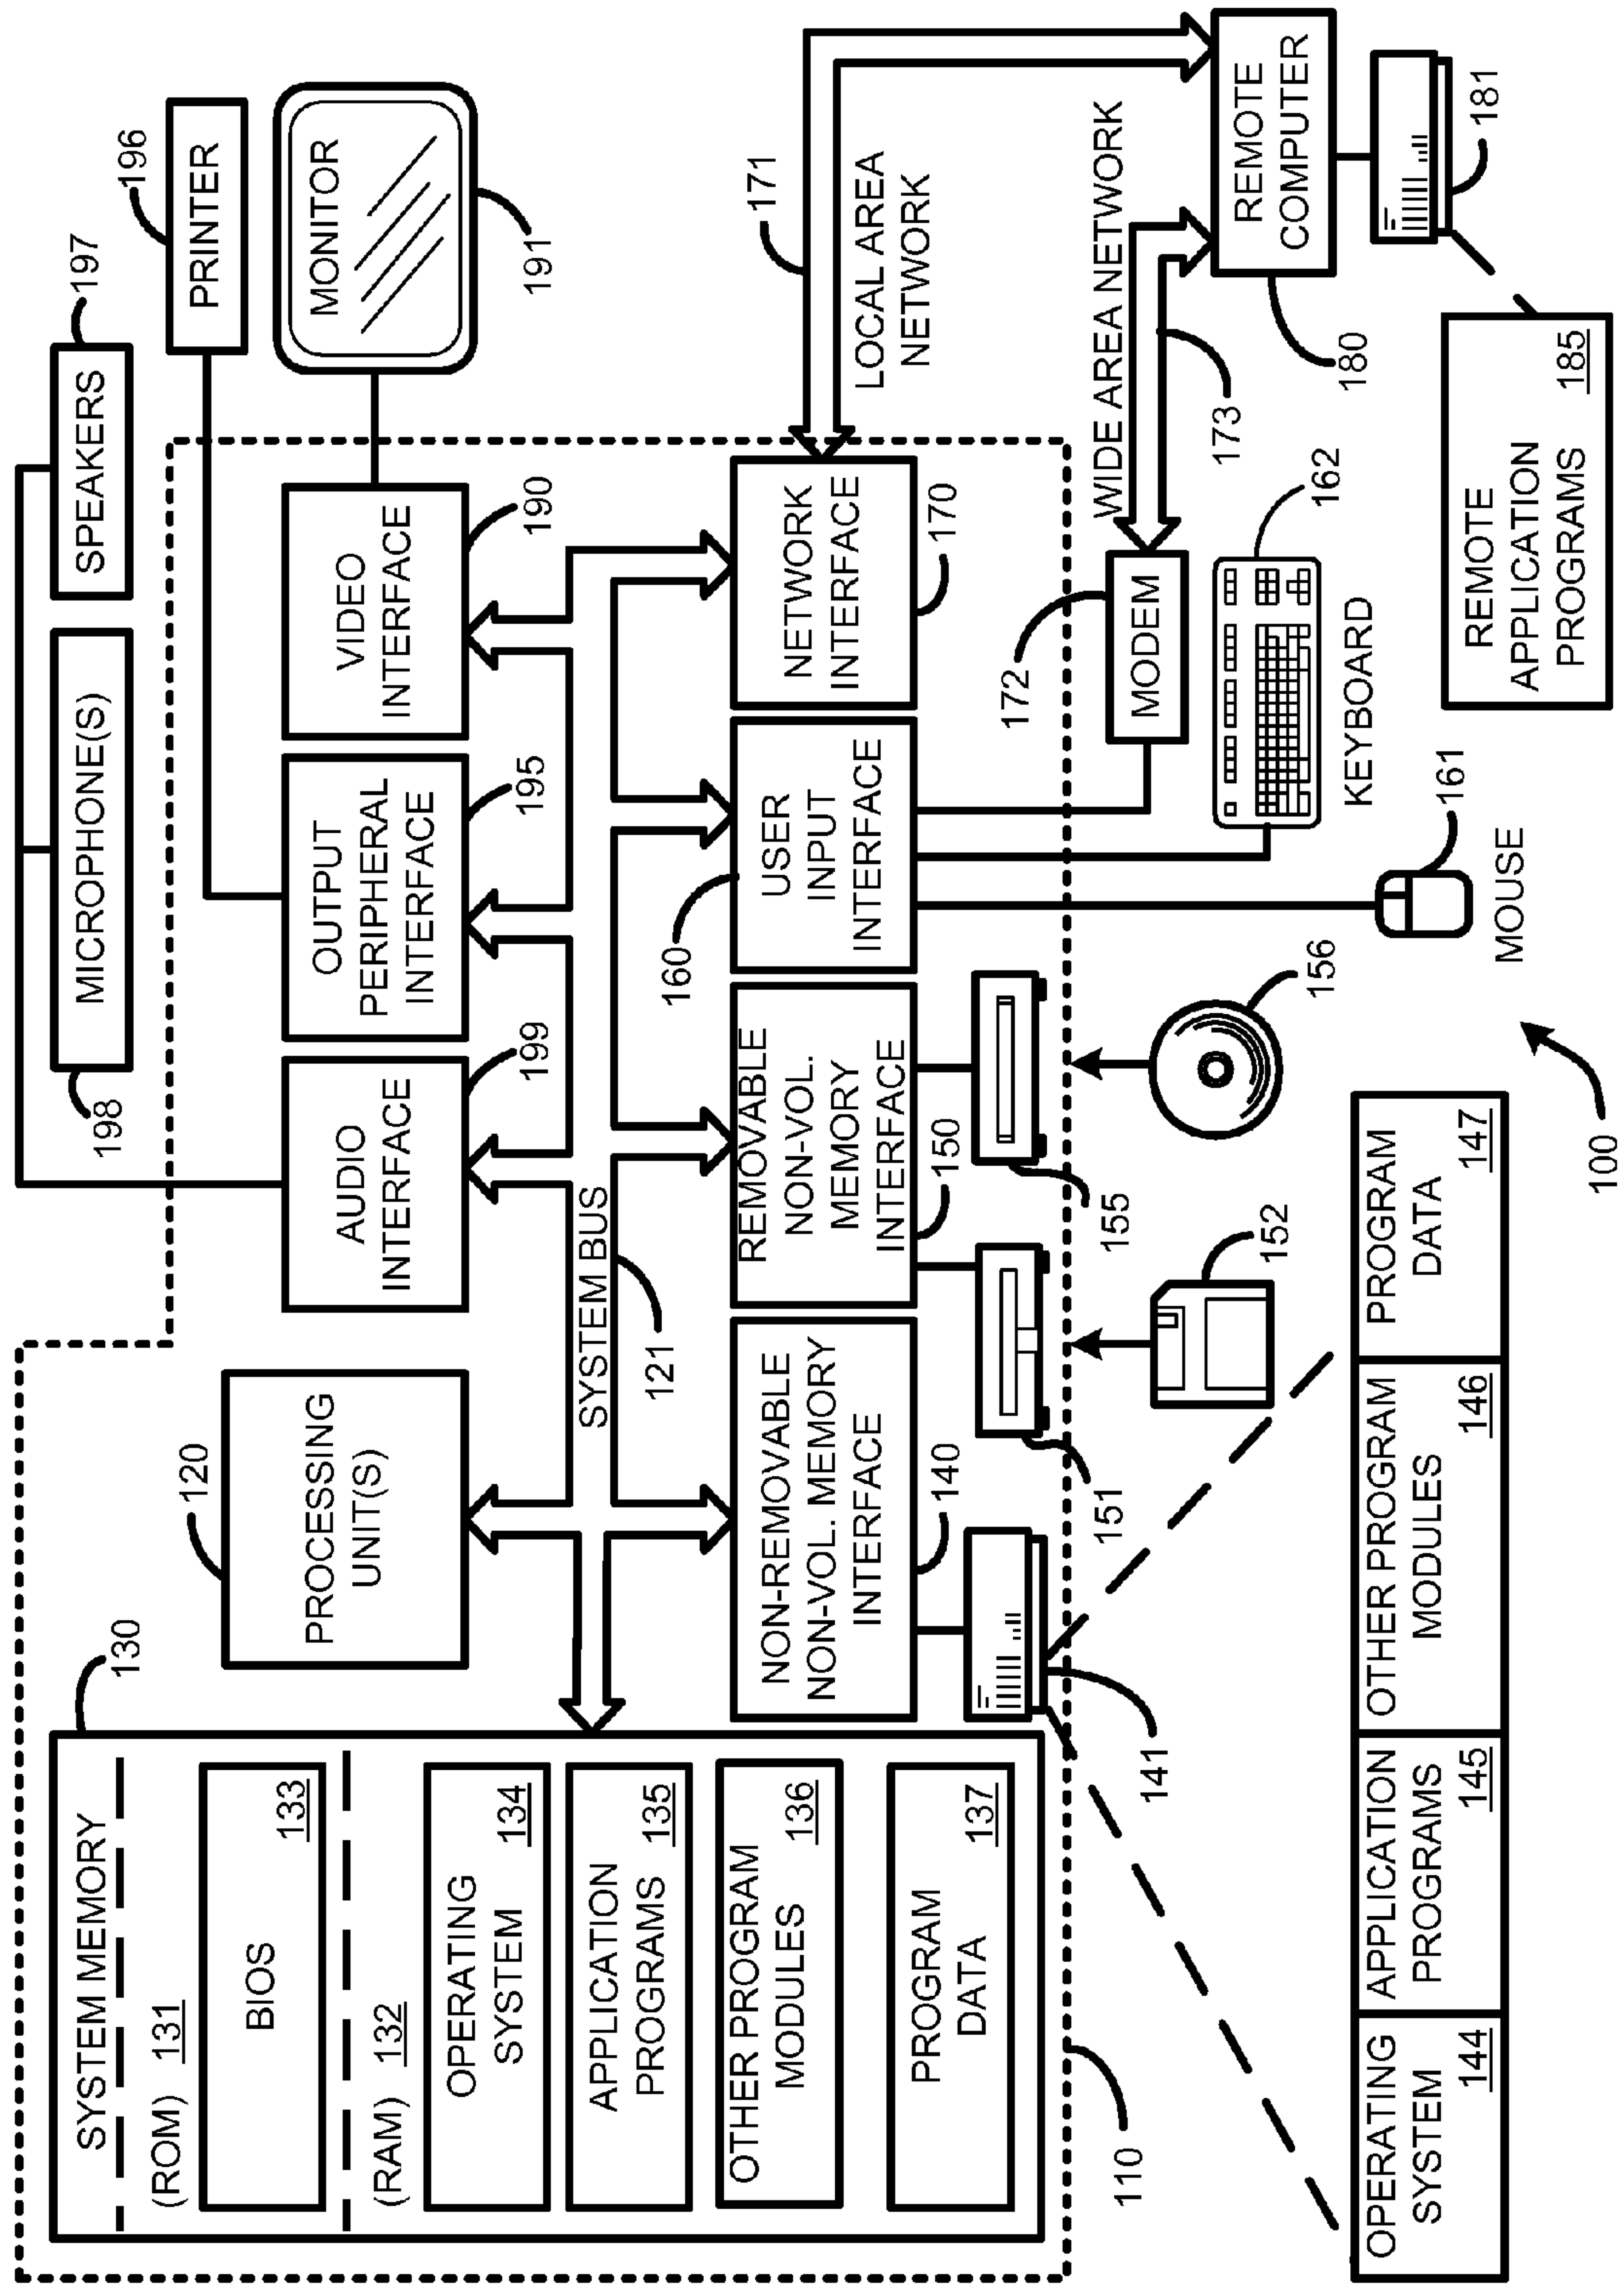 MICROPHONE(S)
198
SPEAKERS
197
PRINTER
196
SYSTEM MEMORY
130
(ROM) 131
BIOS
133
(RAM) 132
OPERATING
SYSTEM
134
APPLICATION
PROGRAMS
135
OTHER PROGRAM
MODULES
136
PROGRAM
DATA
137
120
PROCESSING
UNIT(S)
AUDIO
INTERFACE
199
OUTPUT
PERIPHERAL
INTERFACE
195
VIDEO
INTERFACE
190
MONITOR
191
SYSTEM BUS
121
NON-REMOVABLE
NON-VOL. MEMORY
INTERFACE
140
REMOVABLE
NON-VOL.
MEMORY
INTERFACE
150
160
USER
INPUT
INTERFACE
NETWORK
INTERFACE
170
171
LOCAL AREA
NETWORK
110
141
151
155
152
156
172
MODEM
WIDE AREA NETWORK
173
162
KEYBOARD
161
MOUSE
REMOTE
COMPUTER
180
181
REMOTE
APPLICATION
PROGRAMS
185
OPERATING
SYSTEM
144
APPLICATION
PROGRAMS
145
OTHER PROGRAM
MODULES
146
PROGRAM
DATA
147
100